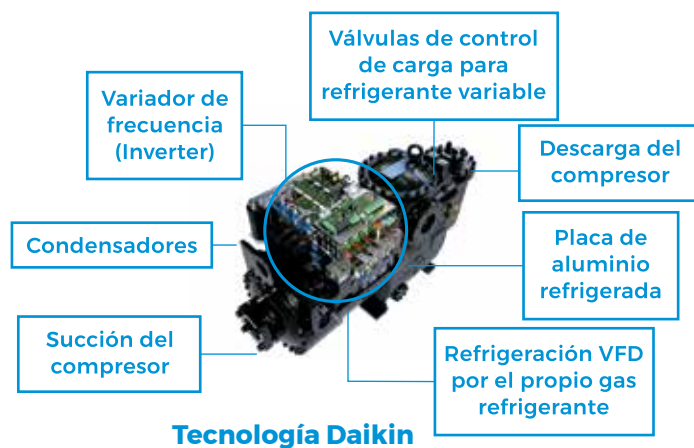 Válvulas de control
de carga para
refrigerante variable
Variador de
frecuencia
(Inverter)
Descarga del
compresor
Condensadores
Placa de
aluminio
refrigerada
Succión del
compresor
Refrigeración VFD
por el propio gas
refrigerante
Tecnología Daikin